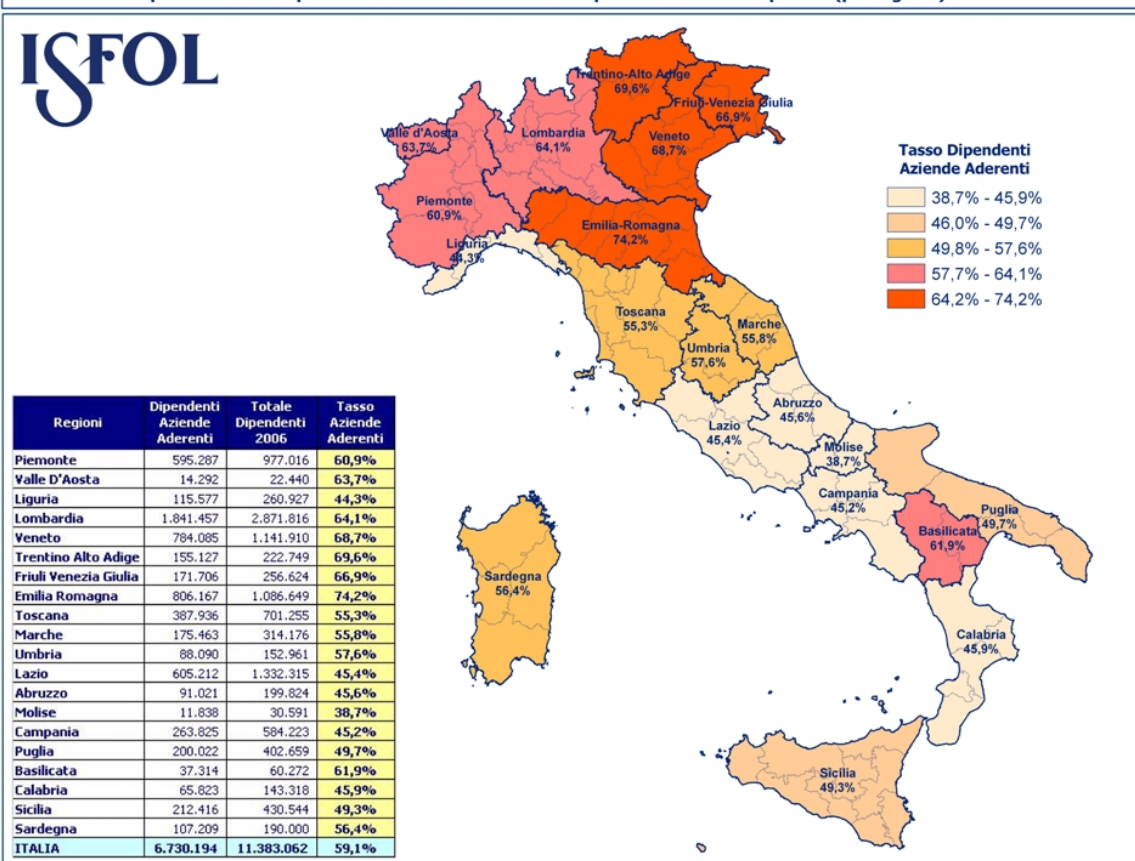 ISFOL
Trentino-Alto Adige
69,6%
Friuli-Venezia Giulia
66,9%
Valle d'Aosta
63,7%
Lombardia
64,1%
Veneto
68,7%
Piemonte
60,9%
Emilia-Romagna
74,2%
Liguria
44,3%
Toscana
55,3%
Marche
55,8%
Umbria
57,6%
Abruzzo
45,6%
Lazio
45,4%
Molise
38,7%
Campania
45,2%
Puglia
49,7%
Basilicata
61,9%
Sardegna
56,4%
Calabria
45,9%
Sicilia
49,3%
Tasso Dipendenti
Aziende Aderenti
38,7% - 45,9%
46,0% - 49,7%
49,8% - 57,6%
57,7% - 64,1%
64,2% - 74,2%
Regioni Dipendenti Aziende Aderenti Totale Dipendenti 2006 Tasso Aziende Aderenti
Piemonte 595.287 977.016 60,9%
Valle D'Aosta 14.292 22.440 63,7%
Liguria 115.577 260.927 44,3%
Lombardia 1.841.457 2.871.816 64,1%
Veneto 784.085 1.141.910 68,7%
Trentino Alto Adige 155.127 222.749 69,6%
Friuli Venezia Giulia 171.706 256.624 66,9%
Emilia Romagna 806.167 1.086.649 74,2%
Toscana 387.936 701.255 55,3%
Marche 175.463 314.176 55,8%
Umbria 88.090 152.961 57,6%
Lazio 605.212 1.332.315 45,4%
Abruzzo 91.021 199.824 45,6%
Molise 11.838 30.591 38,7%
Campania 263.825 584.223 45,2%
Puglia 200.022 402.659 49,7%
Basilicata 37.314 60.272 61,9%
Calabria 65.823 143.318 45,9%
Sicilia 212.416 430.544 49,3%
Sardegna 107.209 190.000 56,4%
ITALIA 6.730.194 11.383.062 59,1%